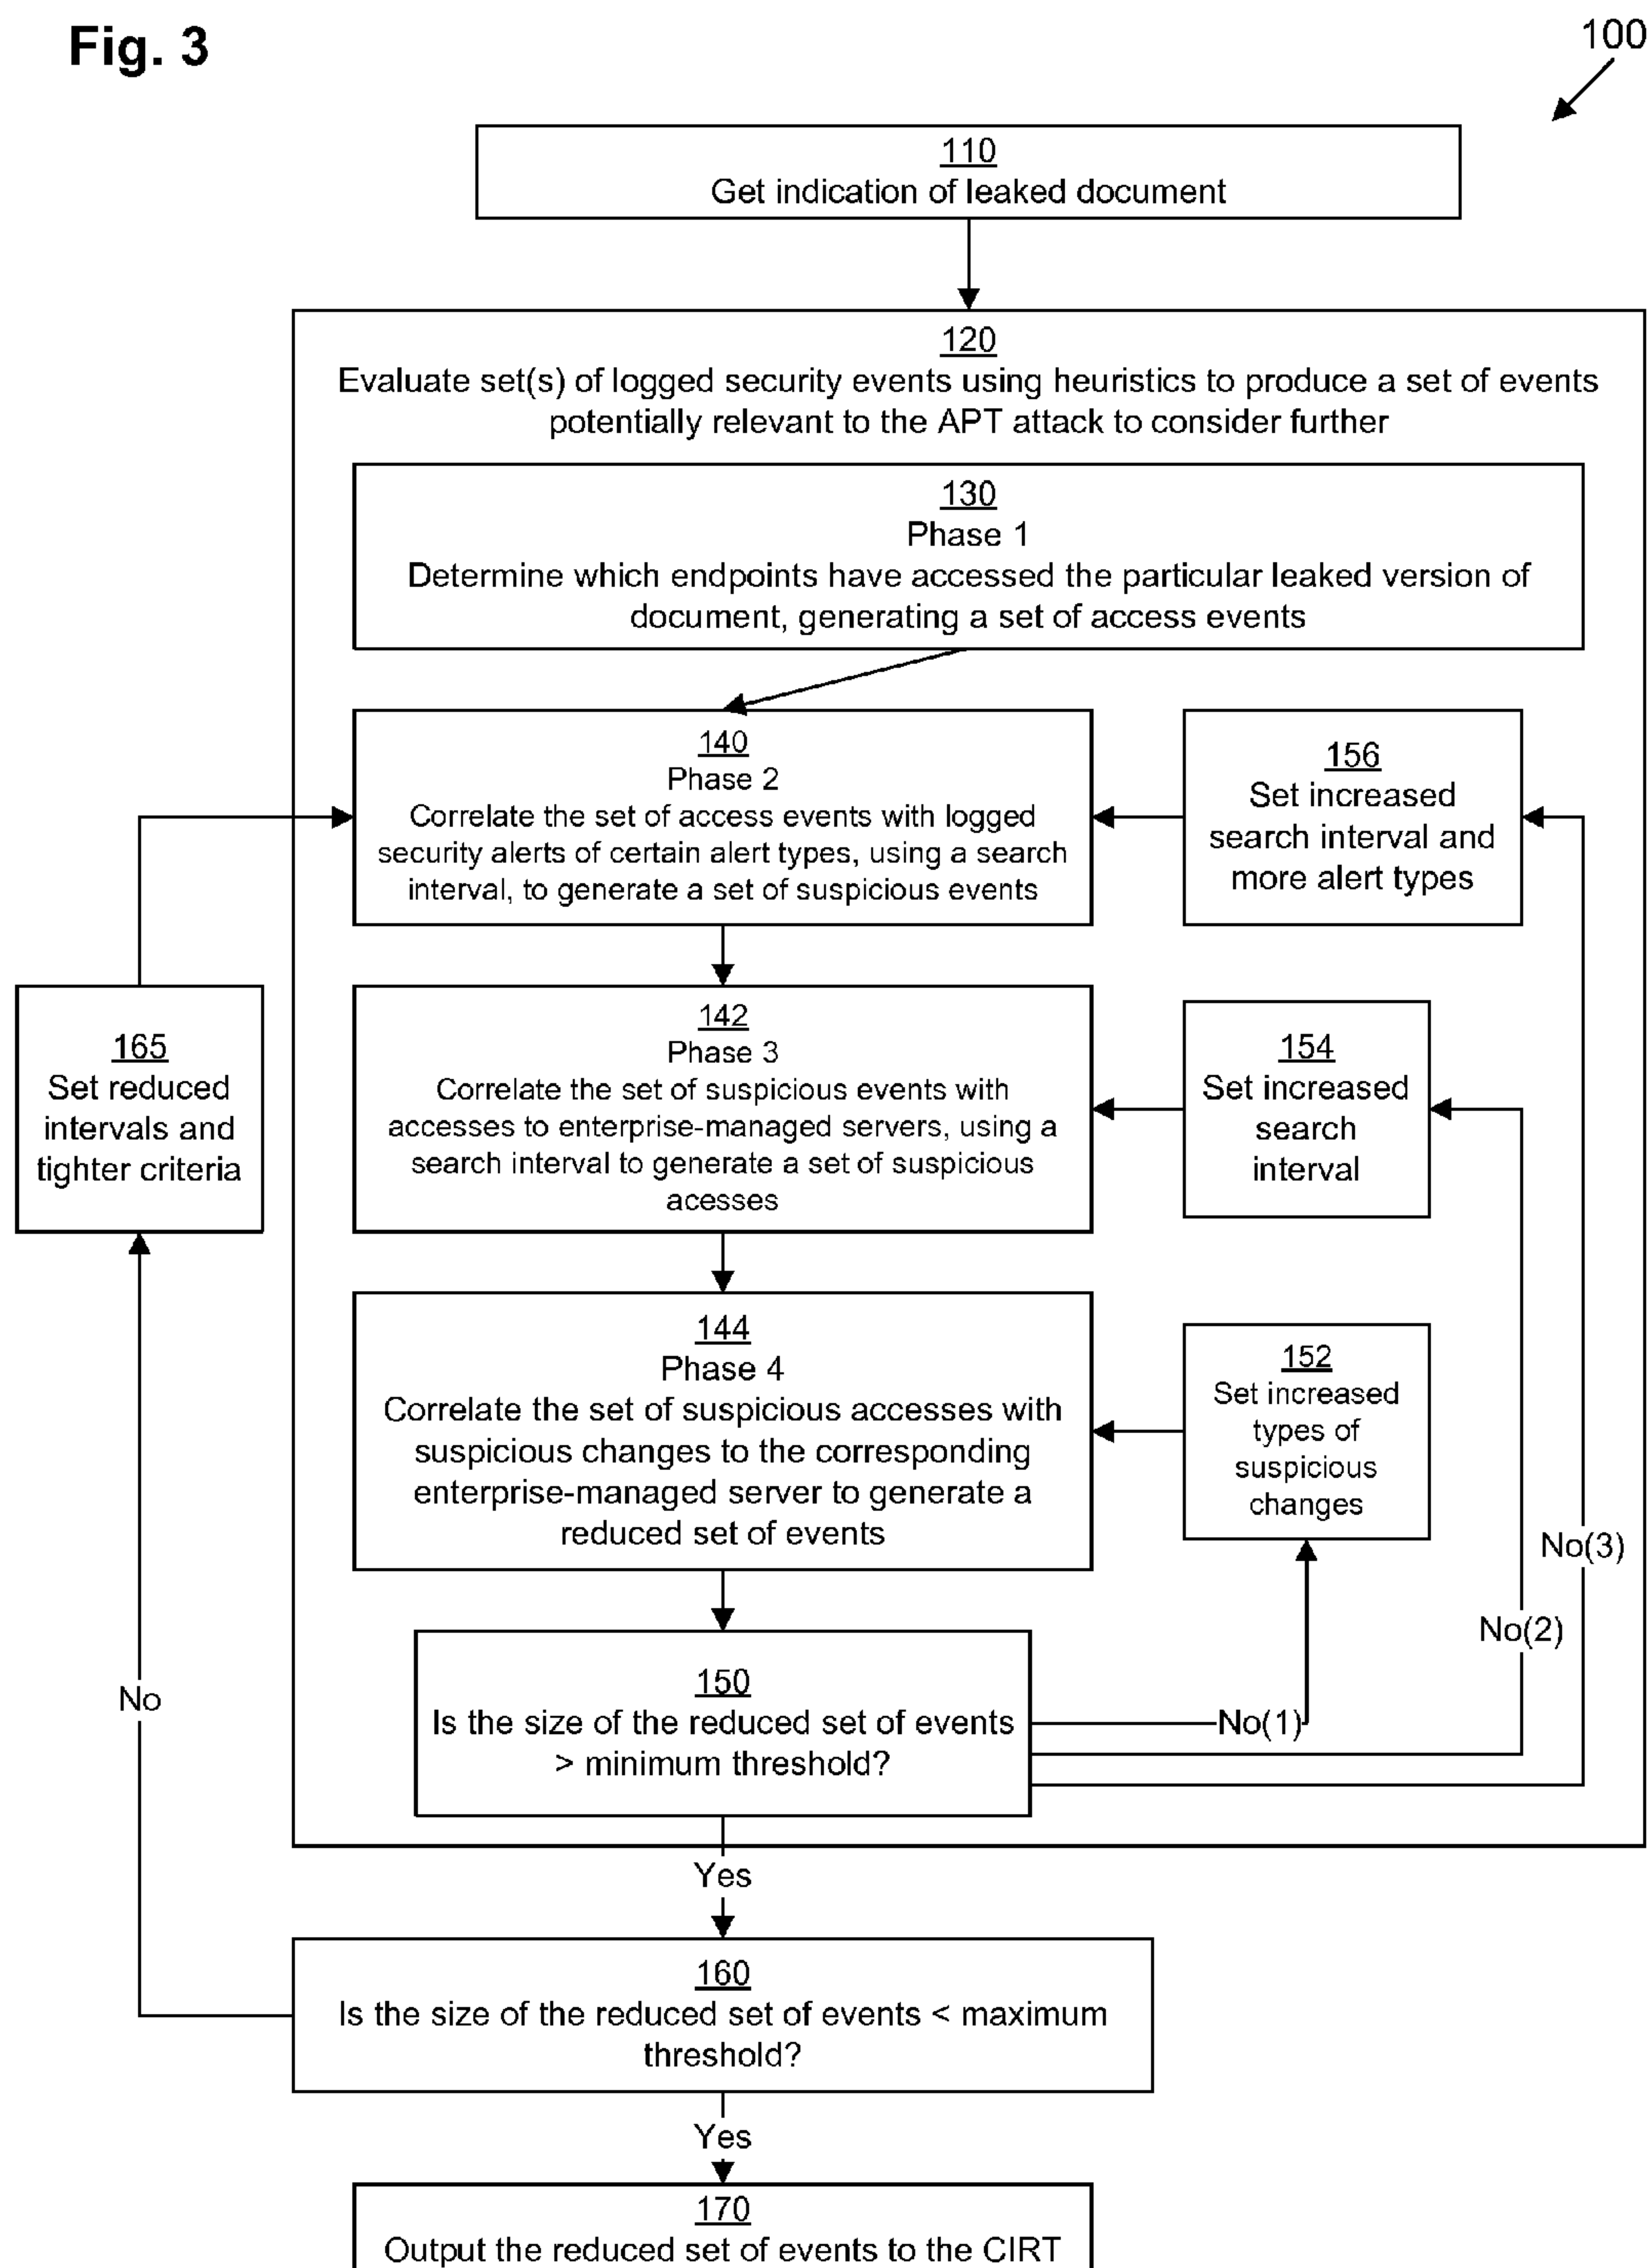 Fig. 3
100
110
Get indication of leaked document
120
Evaluate set(s) of logged security events using heuristics to produce a set of events
potentially relevant to the APT attack to consider further
130
Phase 1
Determine which endpoints have accessed the particular leaked version of
document, generating a set of access events
140
Phase 2
Correlate the set of access events with logged
security alerts of certain alert types, using a search
interval, to generate a set of suspicious events
156
Set increased
search interval and
more alert types
165
Set reduced
intervals and
tighter criteria
142
Phase 3
Correlate the set of suspicious events with
accesses to enterprise-managed servers, using a
search interval to generate a set of suspicious
acesses
154
Set increased
search
interval
144
Phase 4
Correlate the set of suspicious accesses with
suspicious changes to the corresponding
enterprise-managed server to generate a
reduced set of events
152
Set increased
types of
suspicious
changes
No(3)
No(2)
No
150
Is the size of the reduced set of events
> minimum threshold?
No(1)
Yes
160
Is the size of the reduced set of events < maximum
threshold?
Yes
170
Output the reduced set of events to the CIRT